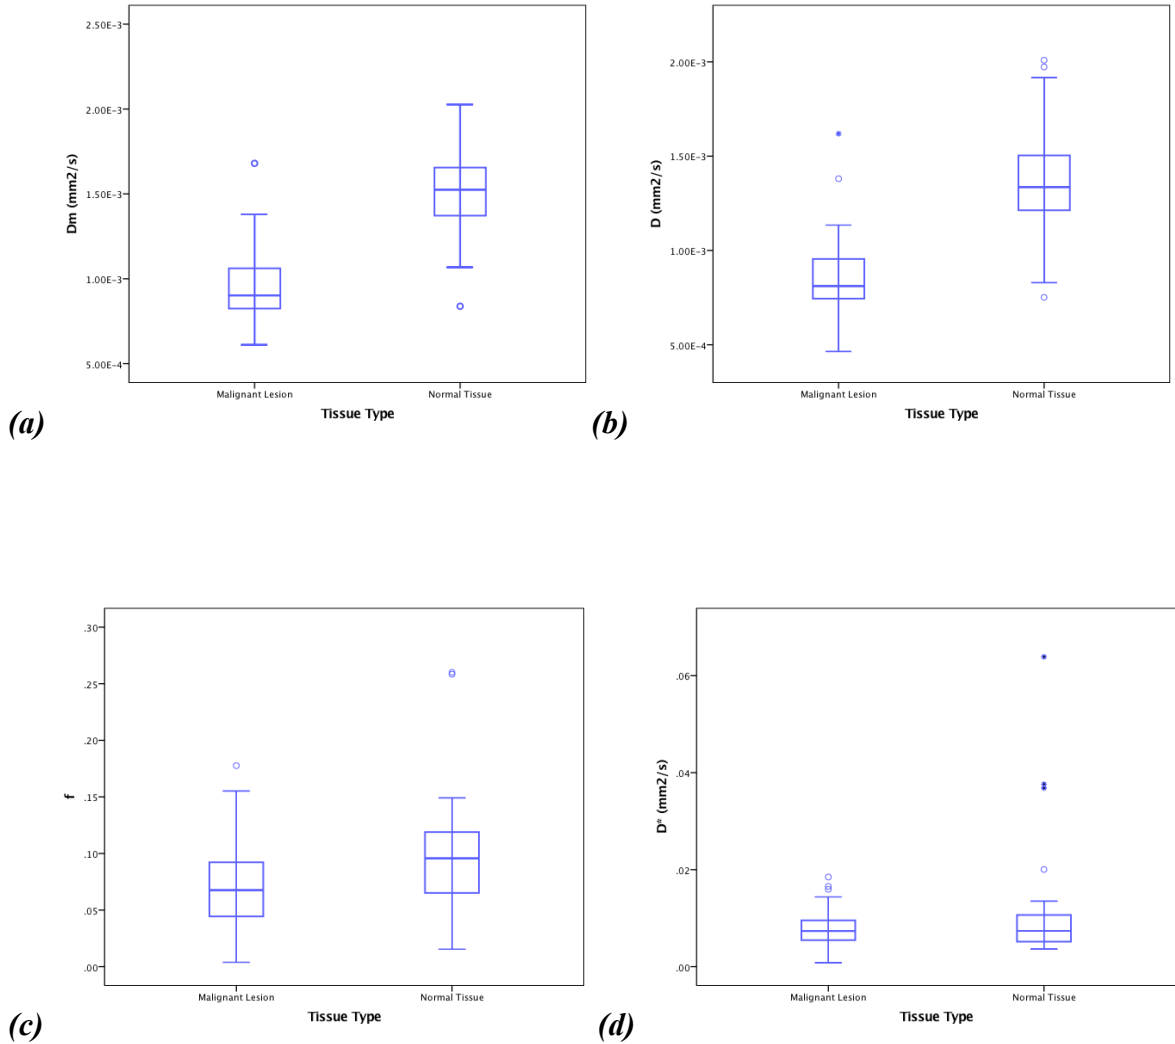 Dm (mm2/s)
2.50E-3
2.00E-3
1.50E-3
1.00E-3
5.00E-4
Malignant Lesion
Normal Tissue
Tissue Type
(a)
D (mm2/s)
2.00E-3
1.50E-3
1.00E-3
5.00E-4
Malignant Lesion
Normal Tissue
Tissue Type
(b)
f
.30
.25
.20
.15
.10
.05
.00
Malignant Lesion
Normal Tissue
Tissue Type
(c)
D* (mm2/s)
.06
.04
.02
.00
Malignant Lesion
Normal Tissue
Tissue Type
(d)